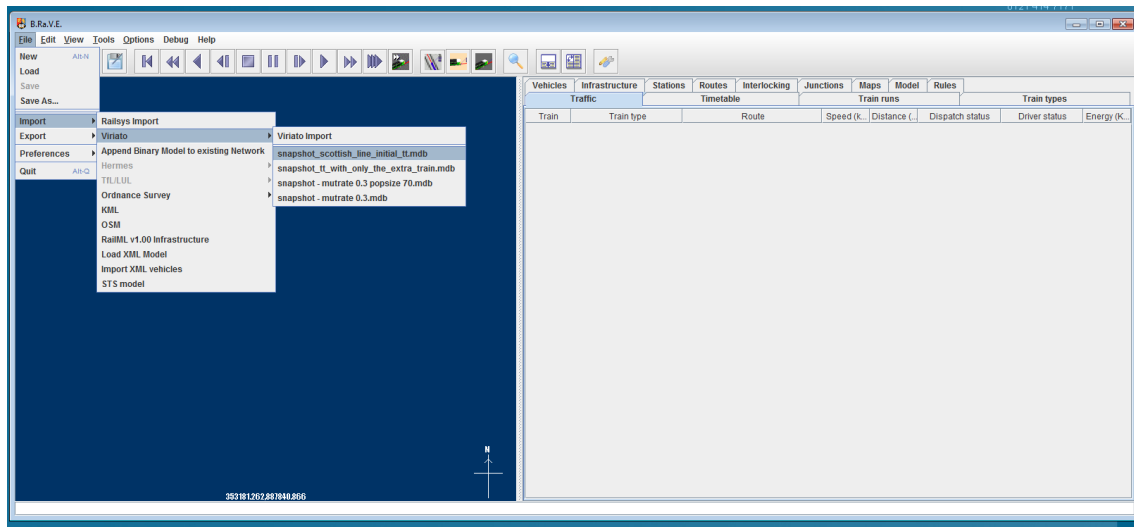 B.Ra.V.E.
File Edit View Tools Options Debug Help
New Alt-N
Load
Save
Save As...
Import
Export
Preferences
Quit Alt-Q
Railsys Import
Viriato
Append Binary Model to existing Network
Hermes
TfL/LUL
Ordnance Survey
KML
OSM
RailML v1.00 Infrastructure
Load XML Model
Import XML vehicles
STS model
Viriato Import
snapshot_scottish_line_initial_tt.mdb
snapshot_tt_with_only_the_extra_train.mdb
snapshot - mutrate 0.3 popsize 70.mdb
snapshot - mutrate 0.3.mdb
Vehicles Infrastructure Stations Routes Interlocking Junctions Maps Model Rules
Traffic Timetable Train runs Train types
Train Train type Route Speed (k... Distance (... Dispatch status Driver status Energy (K...
N
353181.262,887840.866